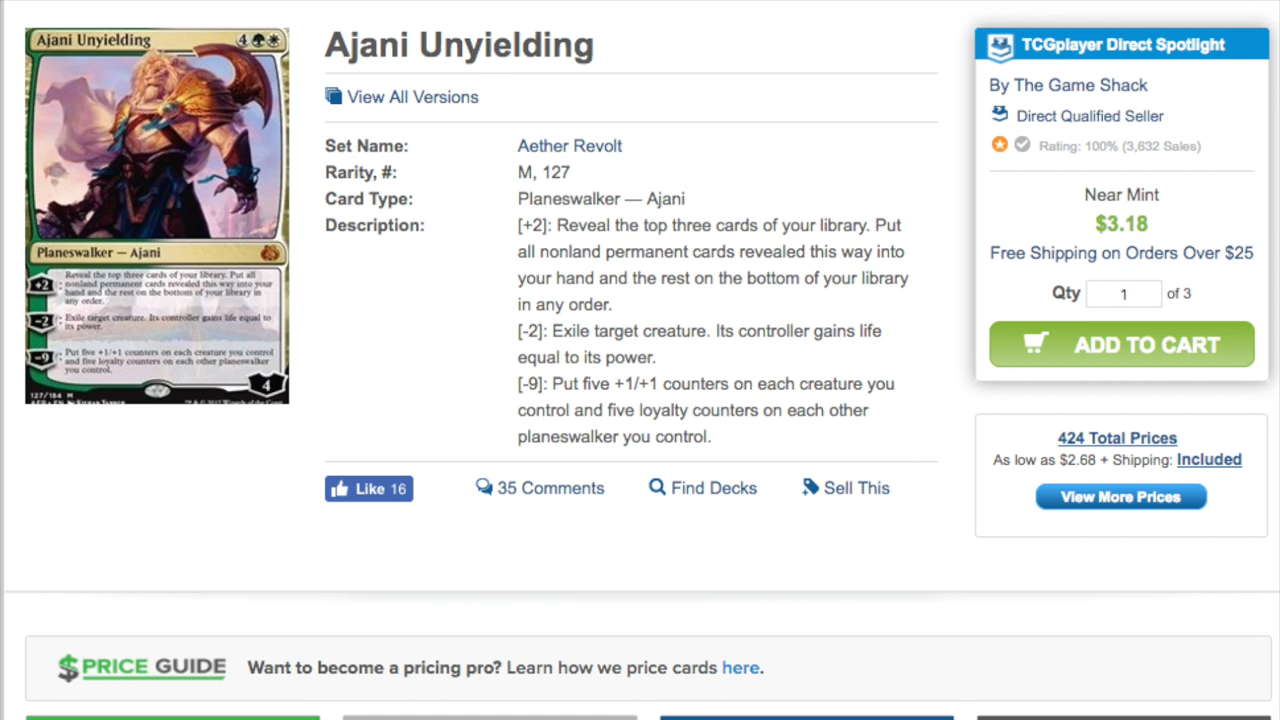 Ajani Unyielding
4
Planeswalker — Ajani
+2: Reveal the top three cards of your library. Put all
nonland permanent cards revealed this way into your
hand and the rest on the bottom of your library in
any order.
-2: Exile target creature. Its controller gains life equal to
its power.
-9: Put five +1/+1 counters on each creature you control
and five loyalty counters on each other planeswalker
you control.
4
127/184 M
Ajani Unyielding
View All Versions
Set Name: Aether Revolt
Rarity, #: M, 127
Card Type: Planeswalker — Ajani
Description: [+2]: Reveal the top three cards of your library. Put
all nonland permanent cards revealed this way into
your hand and the rest on the bottom of your library
in any order.
[-2]: Exile target creature. Its controller gains life
equal to its power.
[-9]: Put five +1/+1 counters on each creature you
control and five loyalty counters on each other
planeswalker you control.
Like 16
35 Comments
Find Decks
Sell This
TCGplayer Direct Spotlight
By The Game Shack
Direct Qualified Seller
Rating: 100% (3,632 Sales)
Near Mint
$3.18
Free Shipping on Orders Over $25
Qty 1 of 3
ADD TO CART
424 Total Prices
As low as $2.68 + Shipping: Included
View More Prices
$PRICE GUIDE
Want to become a pricing pro? Learn how we price cards here.